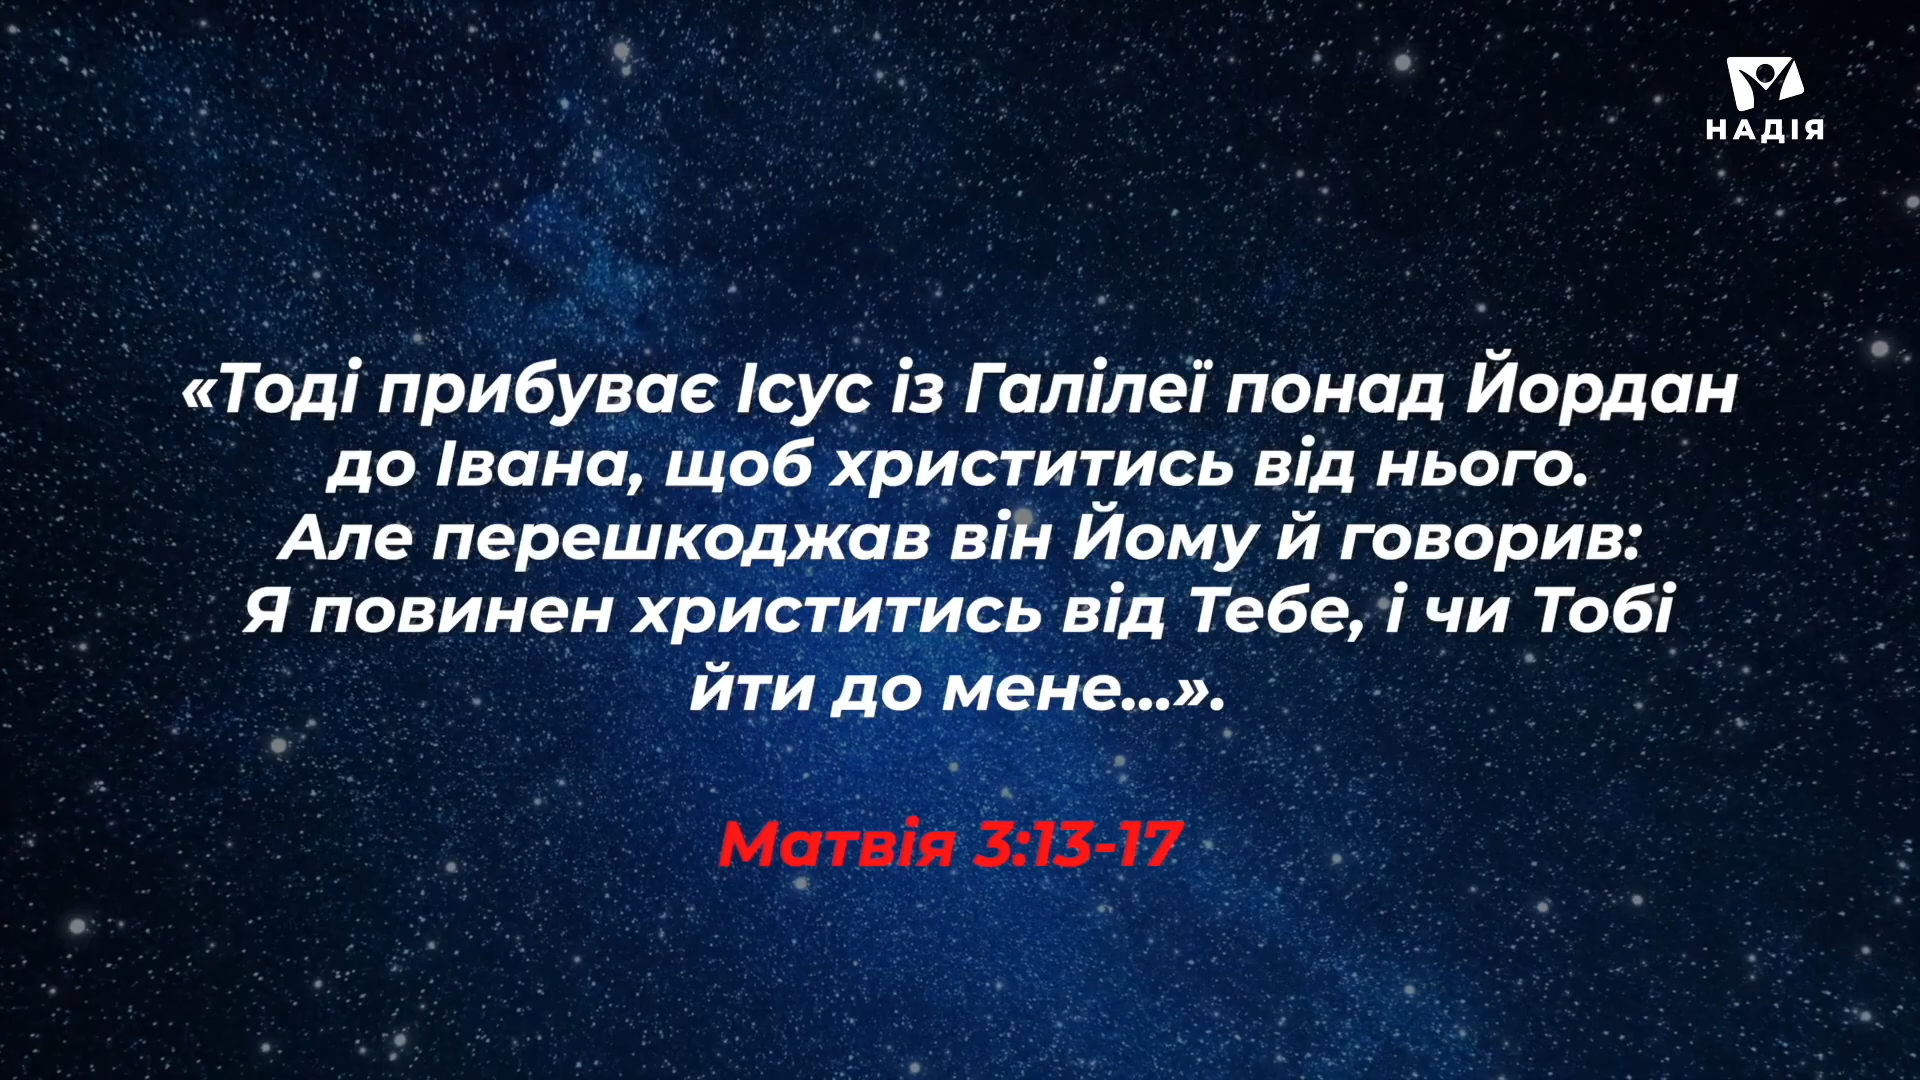 НАДІЯ
«Тоді прибуває Ісус із Галілеї понад Йордан
до Івана, щоб христитись від нього.
Але перешкоджав він Йому й говорив:
Я повинен христитись від Тебе, і чи Тобі
йти до мене...».
Матвія 3:13-17